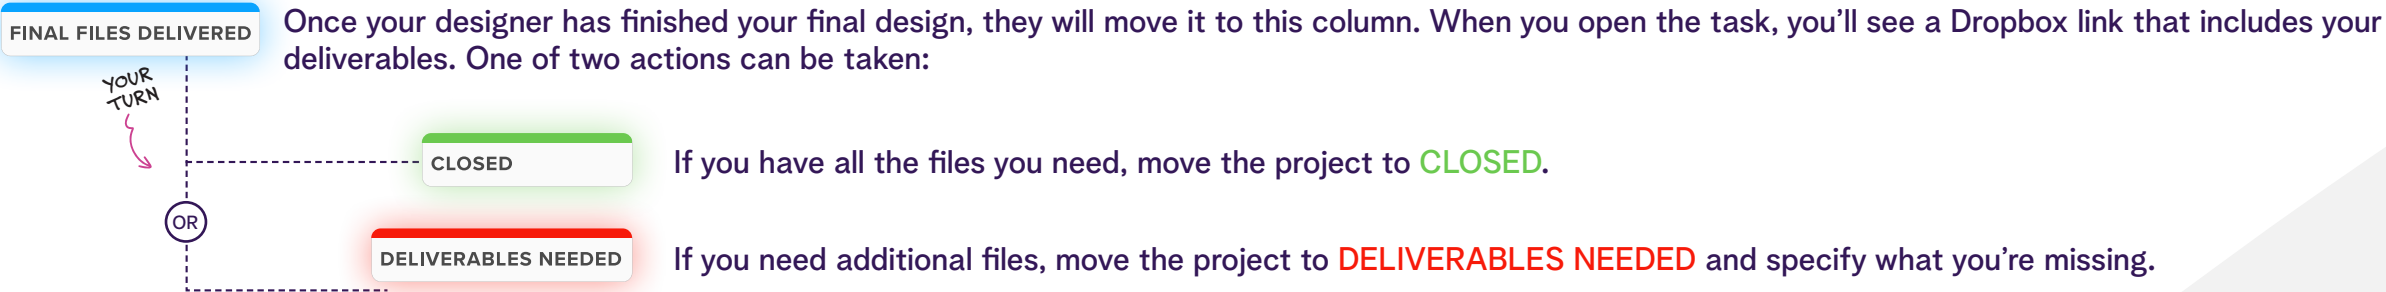 FINAL FILES DELIVERED
Once your designer has finished your final design, they will move it to this column. When you open the task, you’ll see a Dropbox link that includes your
deliverables. One of two actions can be taken:
YOUR
TURN
CLOSED
If you have all the files you need, move the project to CLOSED.
OR
DELIVERABLES NEEDED
If you need additional files, move the project to DELIVERABLES NEEDED and specify what you’re missing.